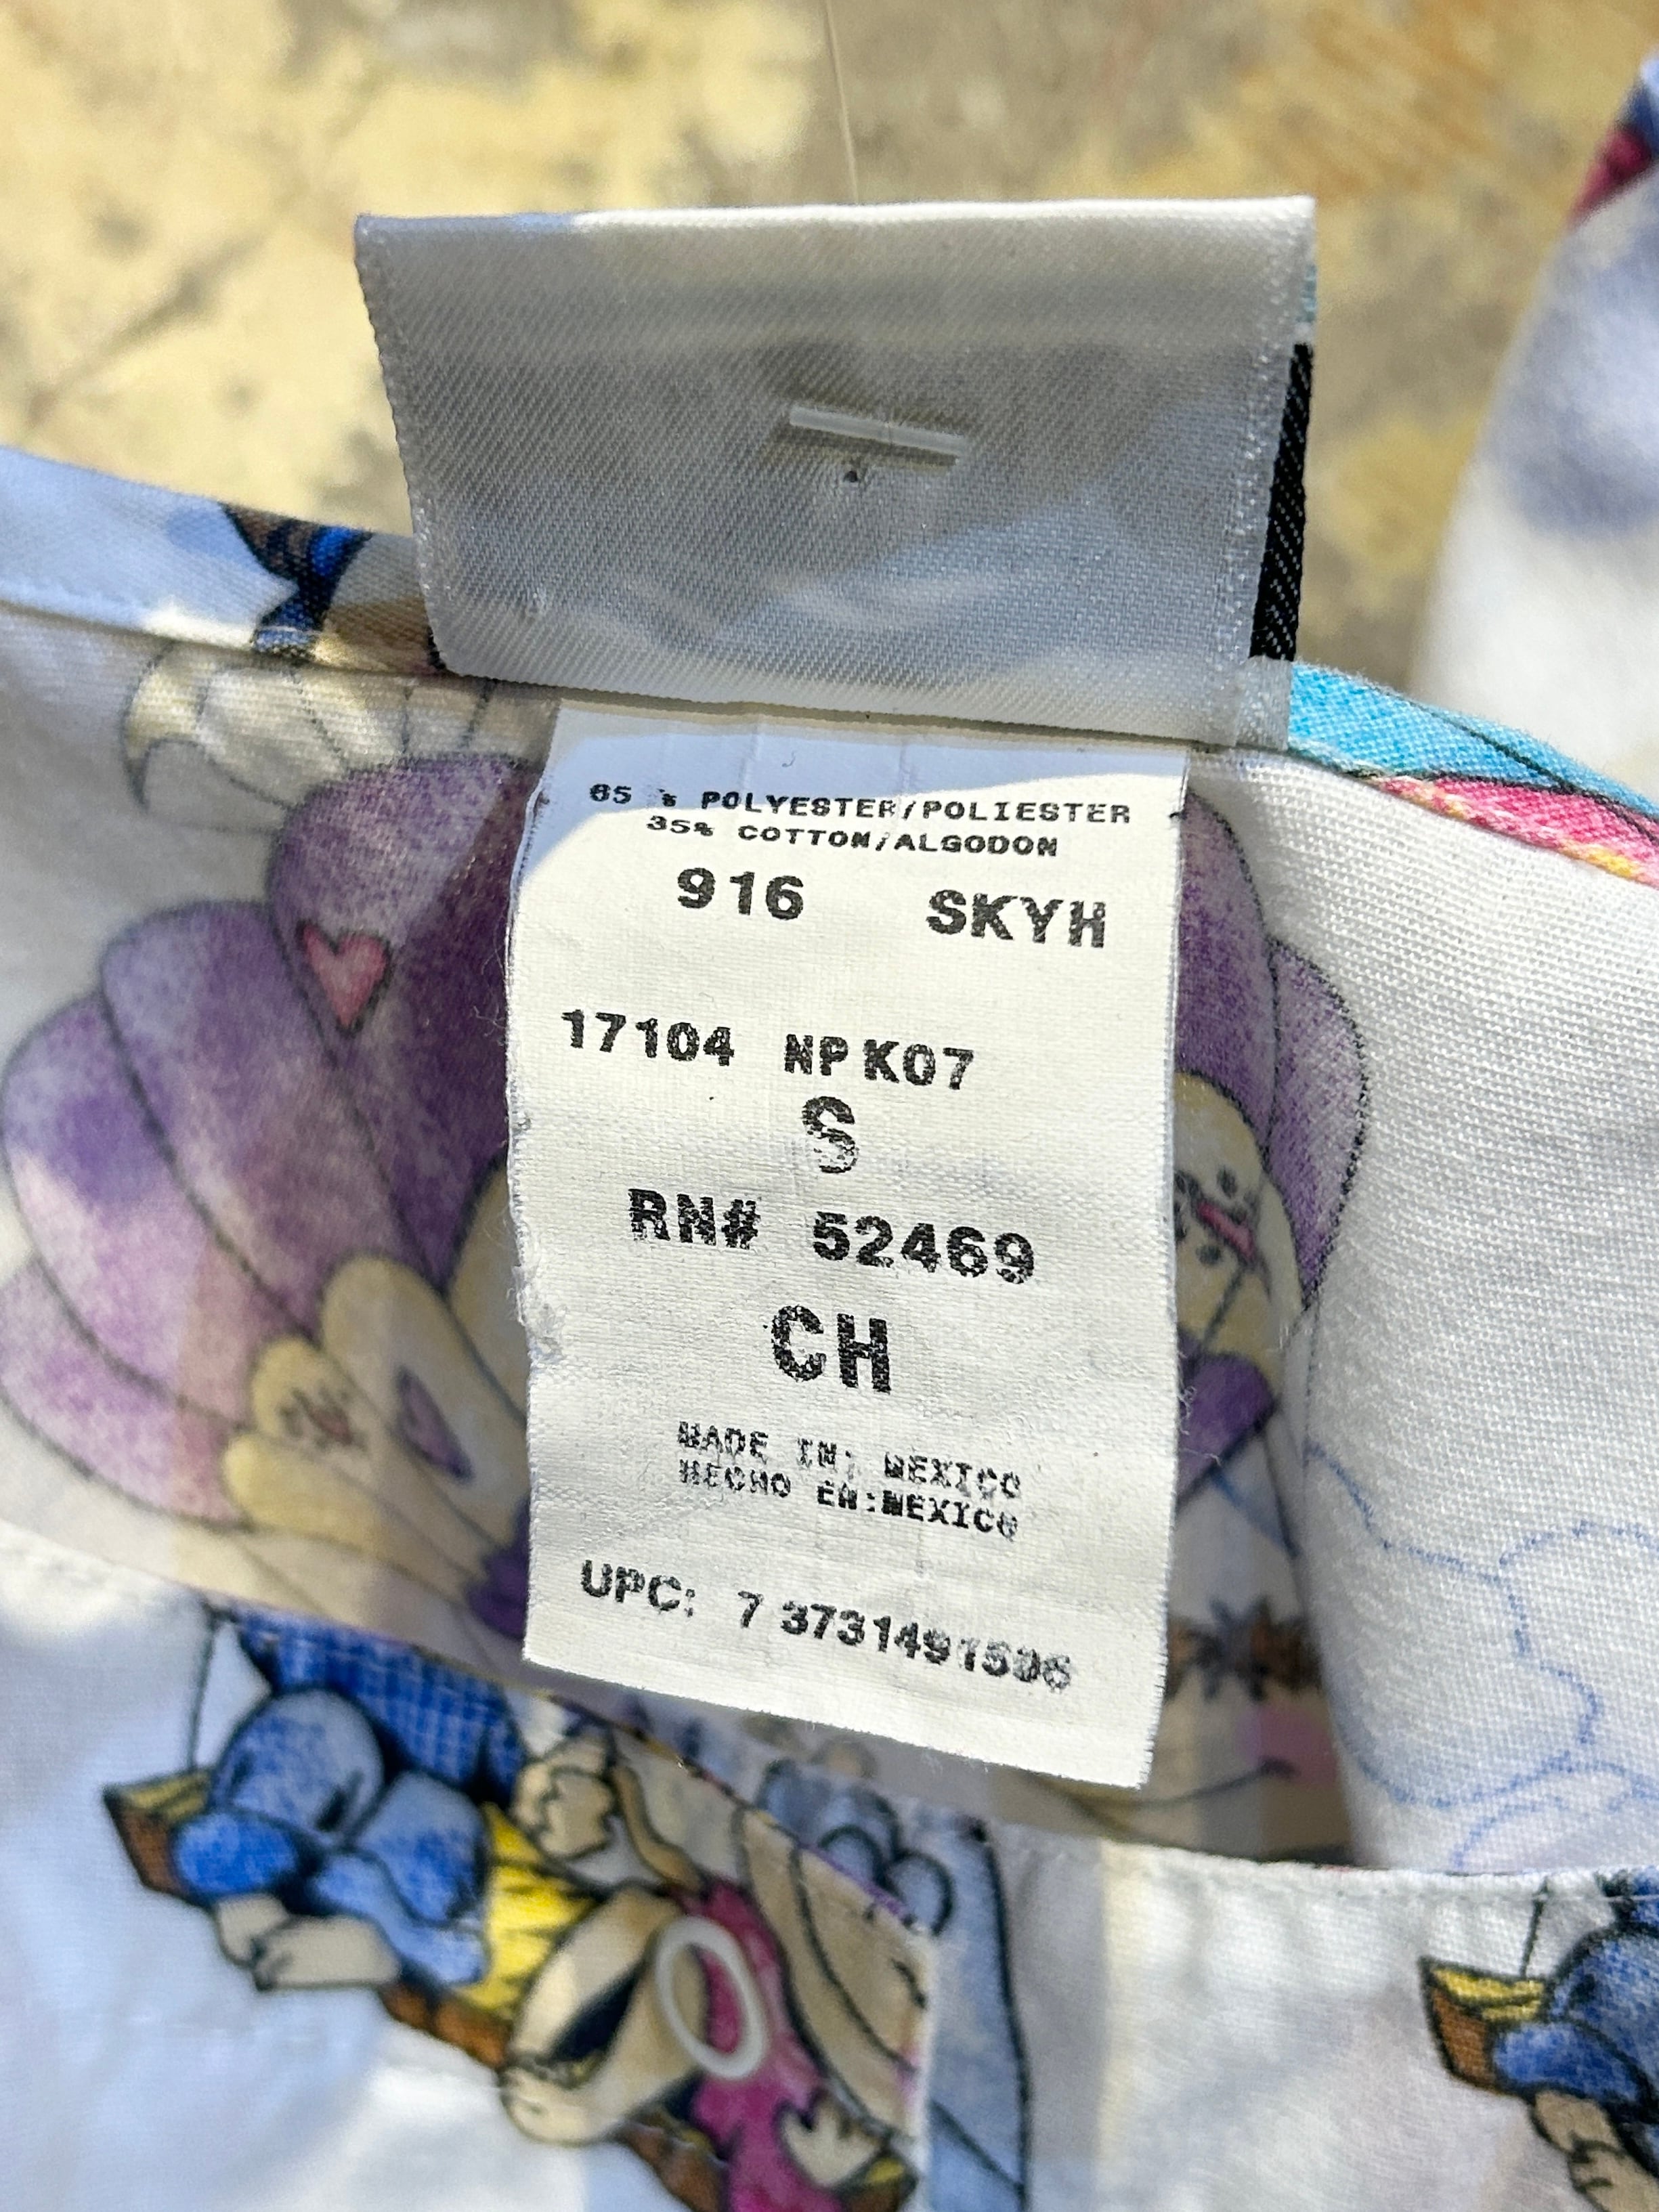 65 % POLYESTER/POLIESTER
35% COTTON/ALGODON
916 SKYH
17104 NPK07
S
RN# 52469
CH
MADE IN: MEXICO
HECHO EN:MEXICO
UPC: 7